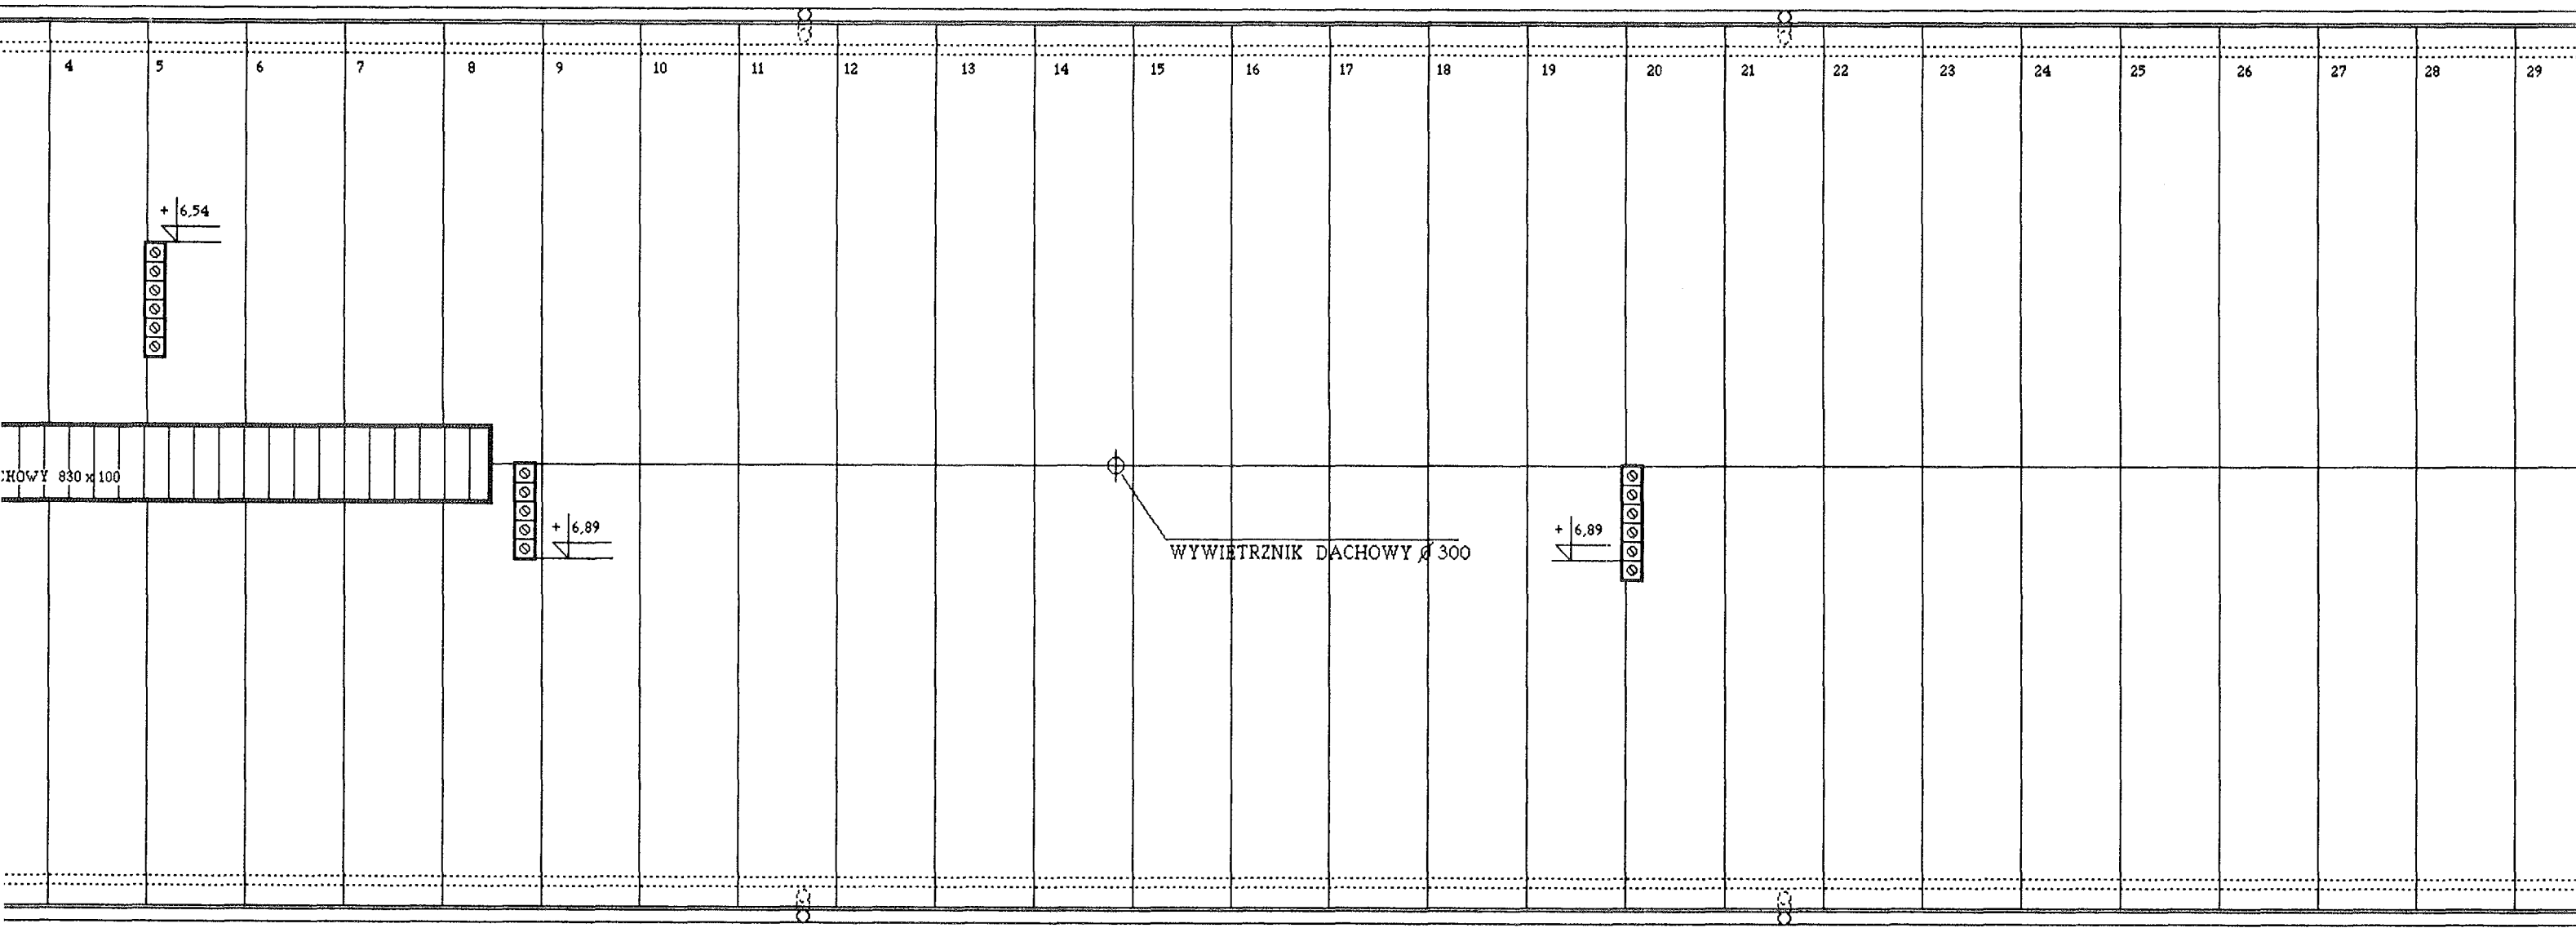 4 5 6 7 8 9 10 11 12 13 14 15 16 17 18 19 20 21 22 23 24 25 26 27 28 29
+ 6,54
CHOWY 830 x 100
+ 6,89
WYWIETRZNIK DACHOWY Ø 300
+ 6,89